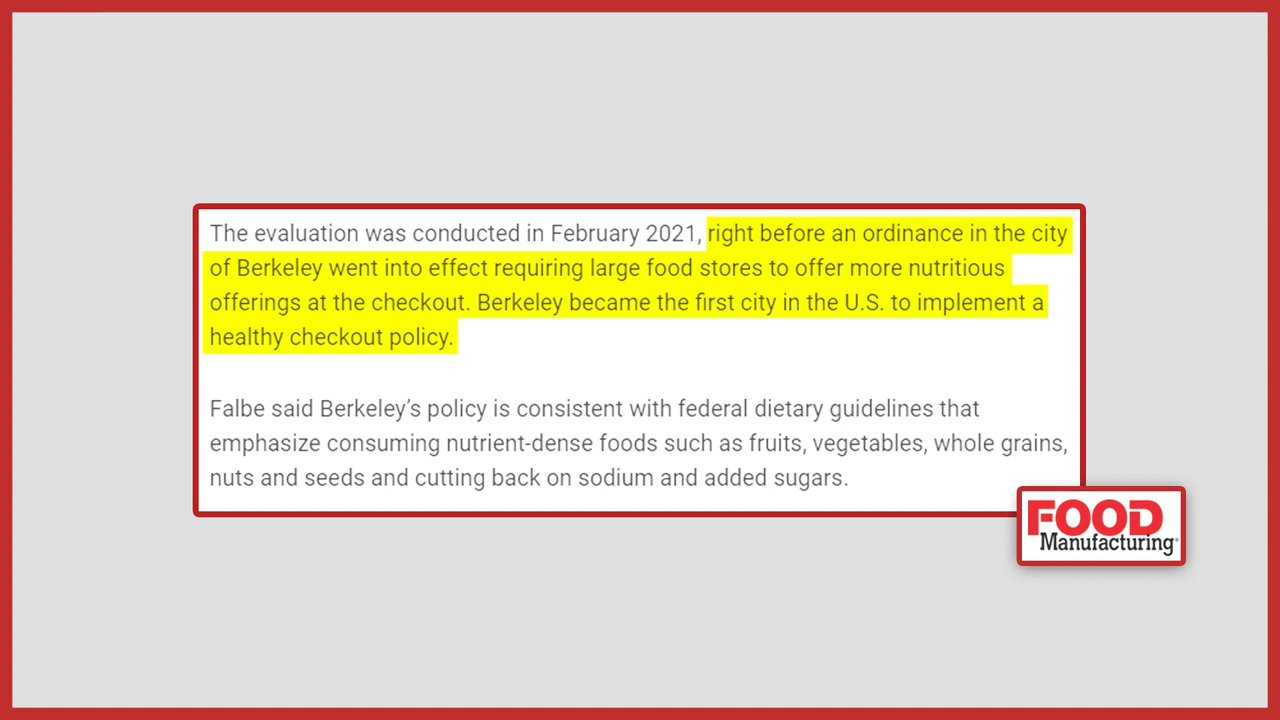 The evaluation was conducted in February 2021, right before an ordinance in the city
of Berkeley went into effect requiring large food stores to offer more nutritious
offerings at the checkout. Berkeley became the first city in the U.S. to implement a
healthy checkout policy.
Falbe said Berkeley’s policy is consistent with federal dietary guidelines that
emphasize consuming nutrient-dense foods such as fruits, vegetables, whole grains,
nuts and seeds and cutting back on sodium and added sugars.
FOOD
Manufacturing